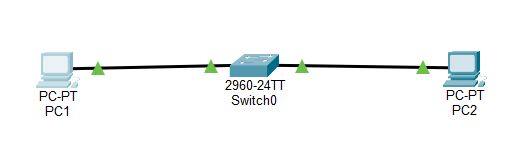 PC-PT
PC1
2960-24TT
Switch0
PC-PT
PC2